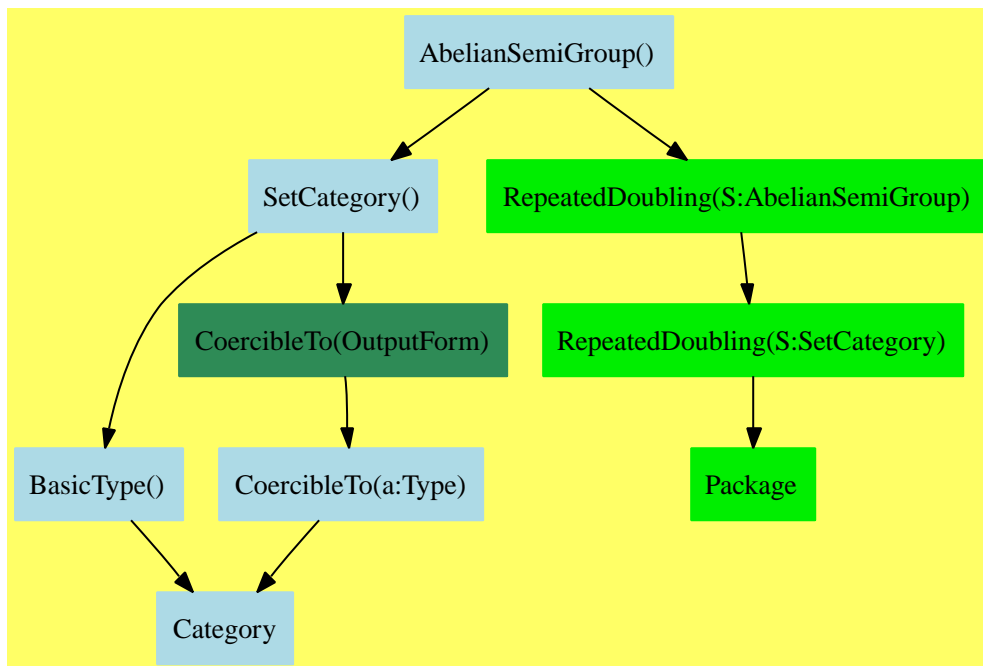 AbelianSemiGroup()
SetCategory()
RepeatedDoubling(S:AbelianSemiGroup)
CoercibleTo(OutputForm)
RepeatedDoubling(S:SetCategory)
BasicType()
CoercibleTo(a:Type)
Package
Category